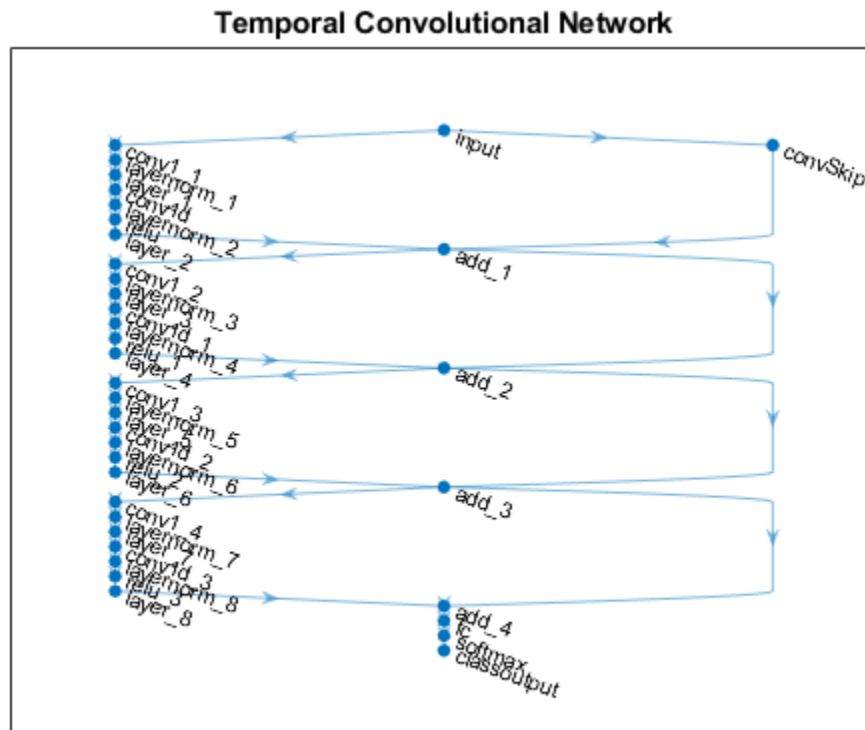 Temporal Convolutional Network
input
convSkip
conv1_1
layernorm_1
layer_1
conv1d
layernorm_2
relu
layer_2
add_1
conv1_2
layernorm_3
layer_3
conv1d_1
layernorm_4
relu_1
layer_4
add_2
conv1_3
layernorm_5
layer_5
conv1d_2
layernorm_6
relu_2
layer_6
add_3
conv1_4
layernorm_7
layer_7
conv1d_3
layernorm_8
relu_3
layer_8
add_4
fc
softmax
classoutput